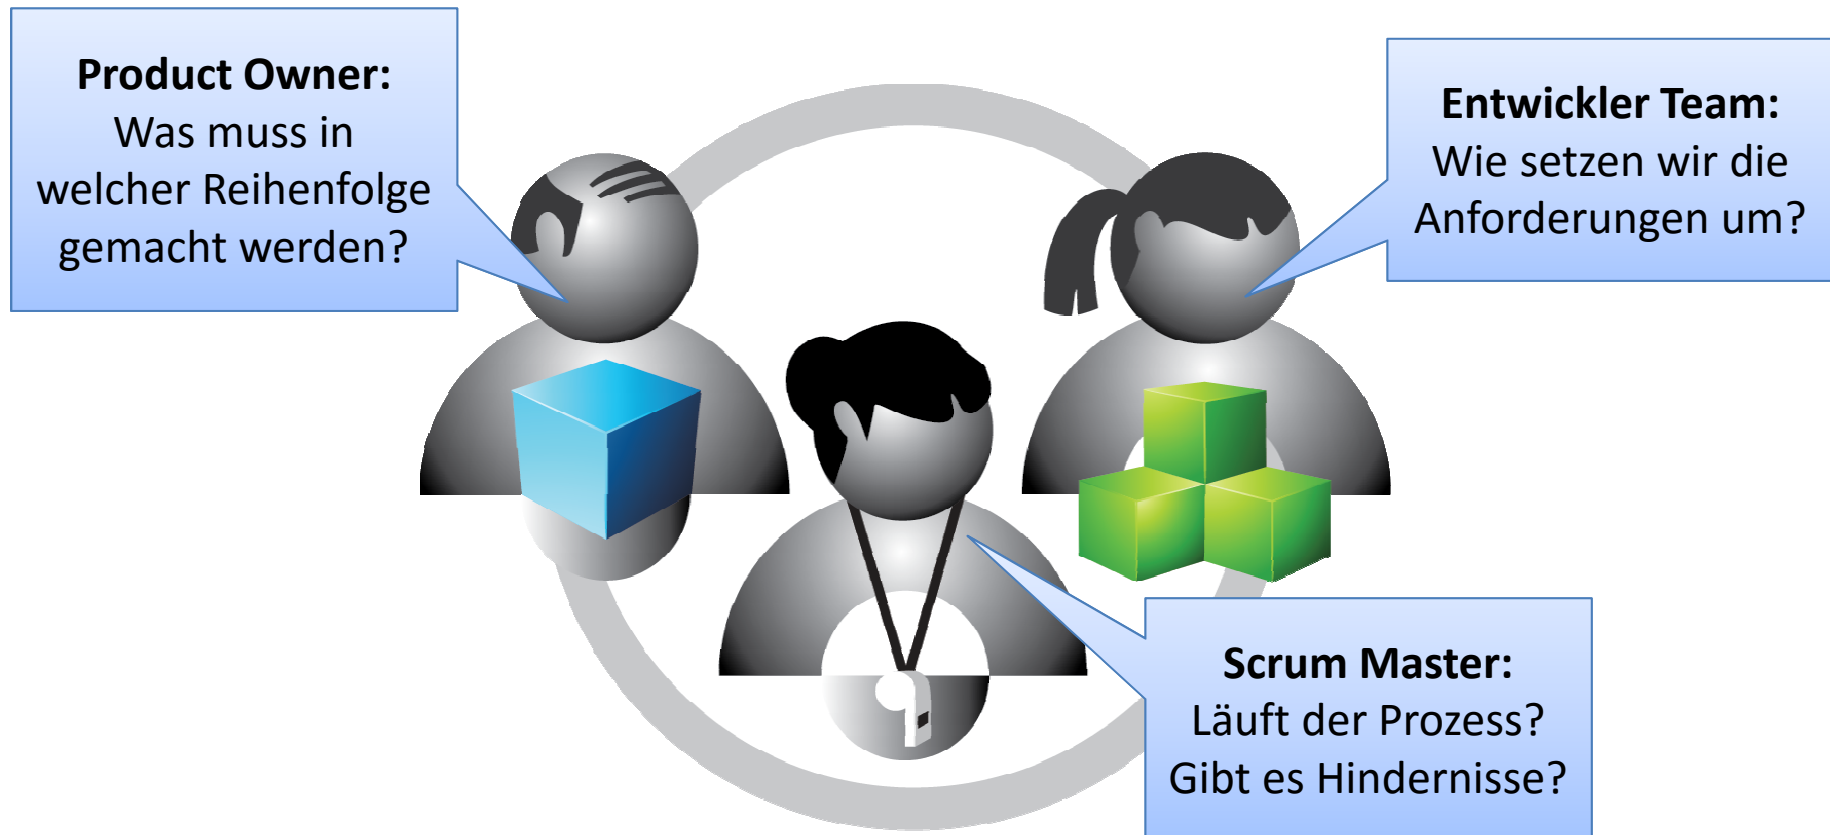 Product Owner:
Was muss in
welcher Reihenfolge
gemacht werden?
Entwickler Team:
Wie setzen wir die
Anforderungen um?
Scrum Master:
Läuft der Prozess?
Gibt es Hindernisse?